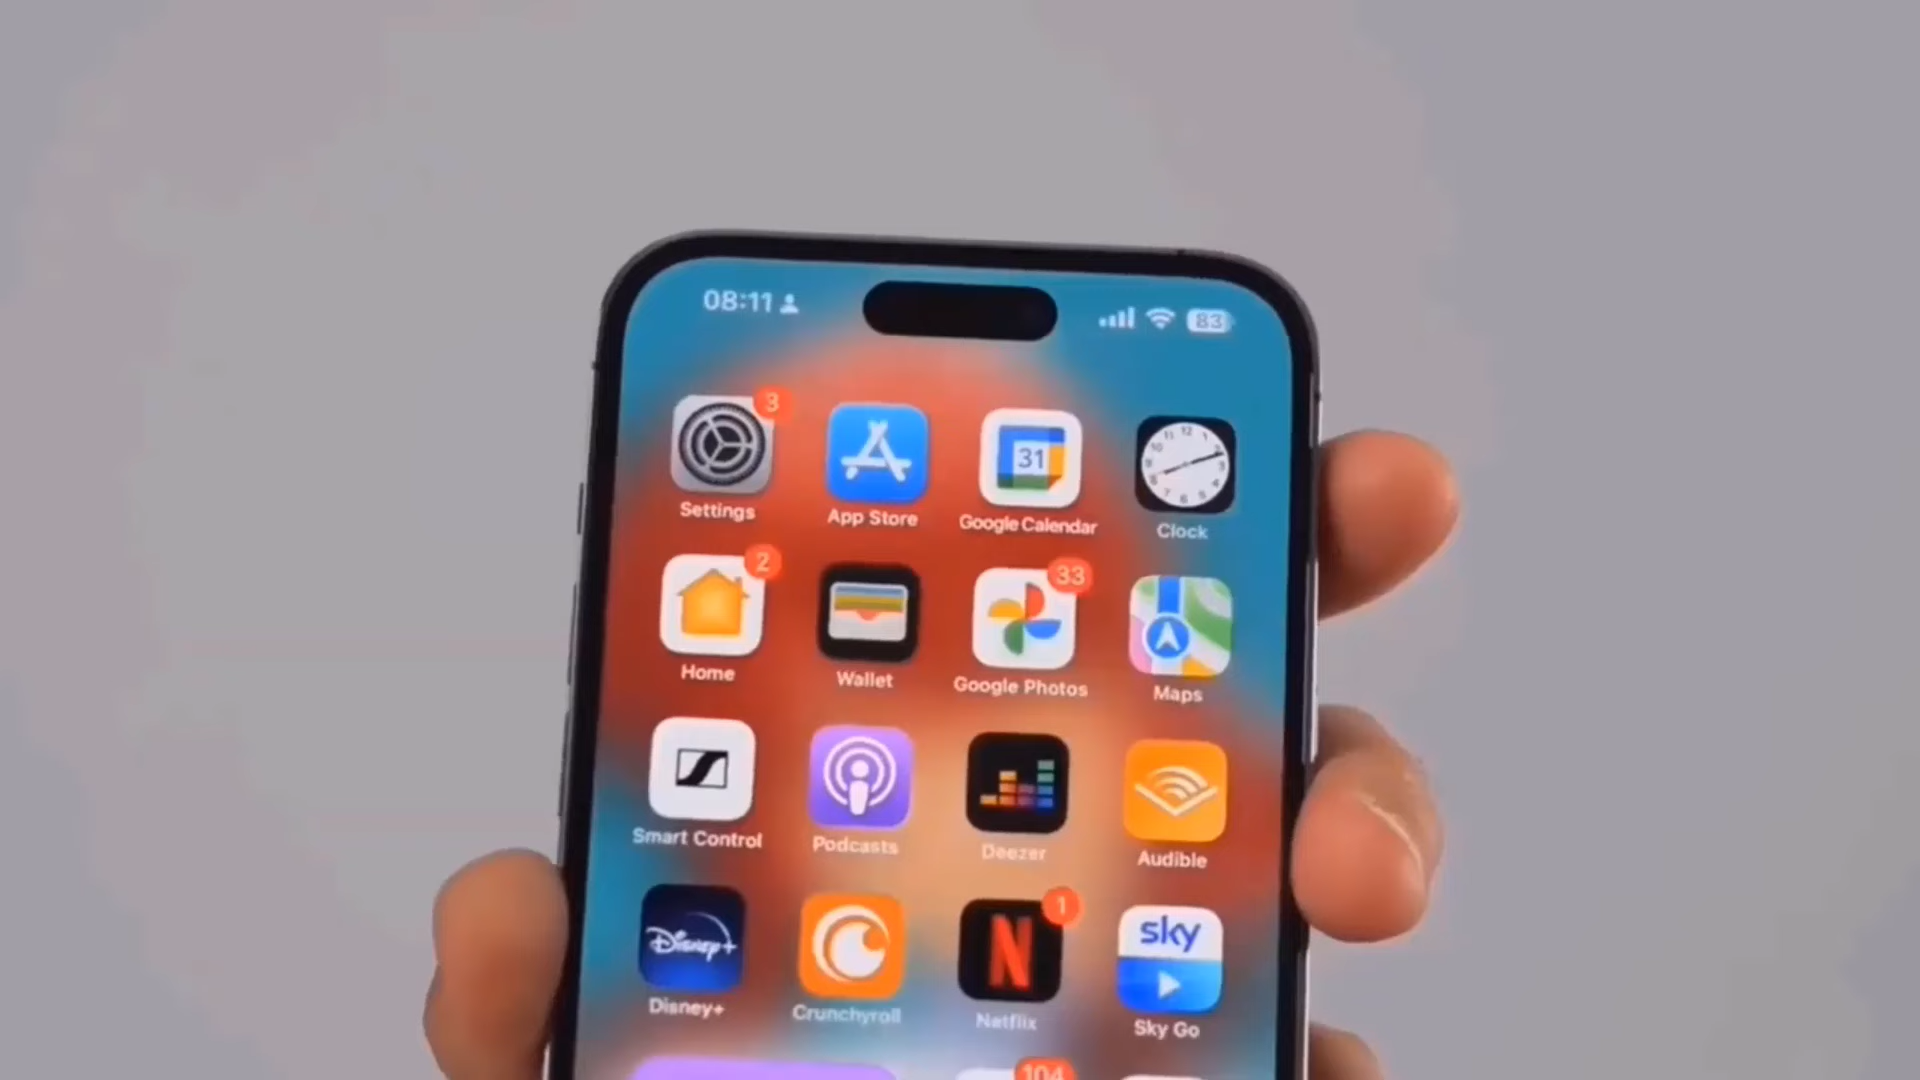 08:11 83
3
31
Settings App Store Google Calendar Clock
2 33
Home Wallet Google Photos Maps
Smart Control Podcasts Deezer Audible
1
Disney+ N sky
Disney+ Crunchyroll Netflix Sky Go
104